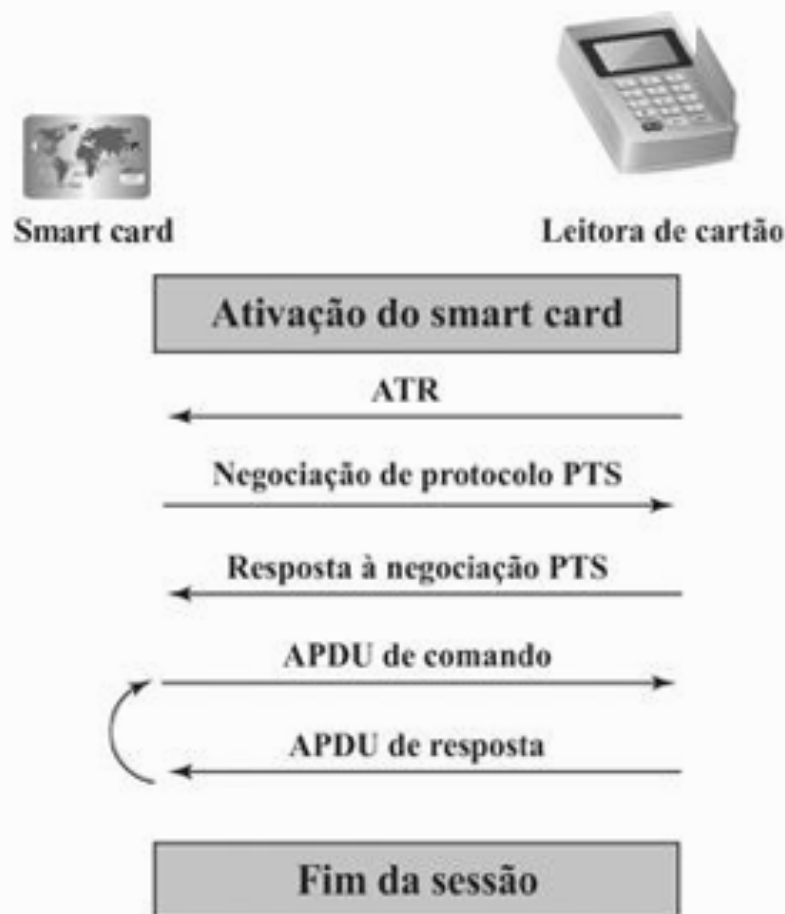 Smart card
Leitora de cartão
Ativação do smart card
ATR
Negociação de protocolo PTS
Resposta à negociação PTS
APDU de comando
APDU de resposta
Fim da sessão